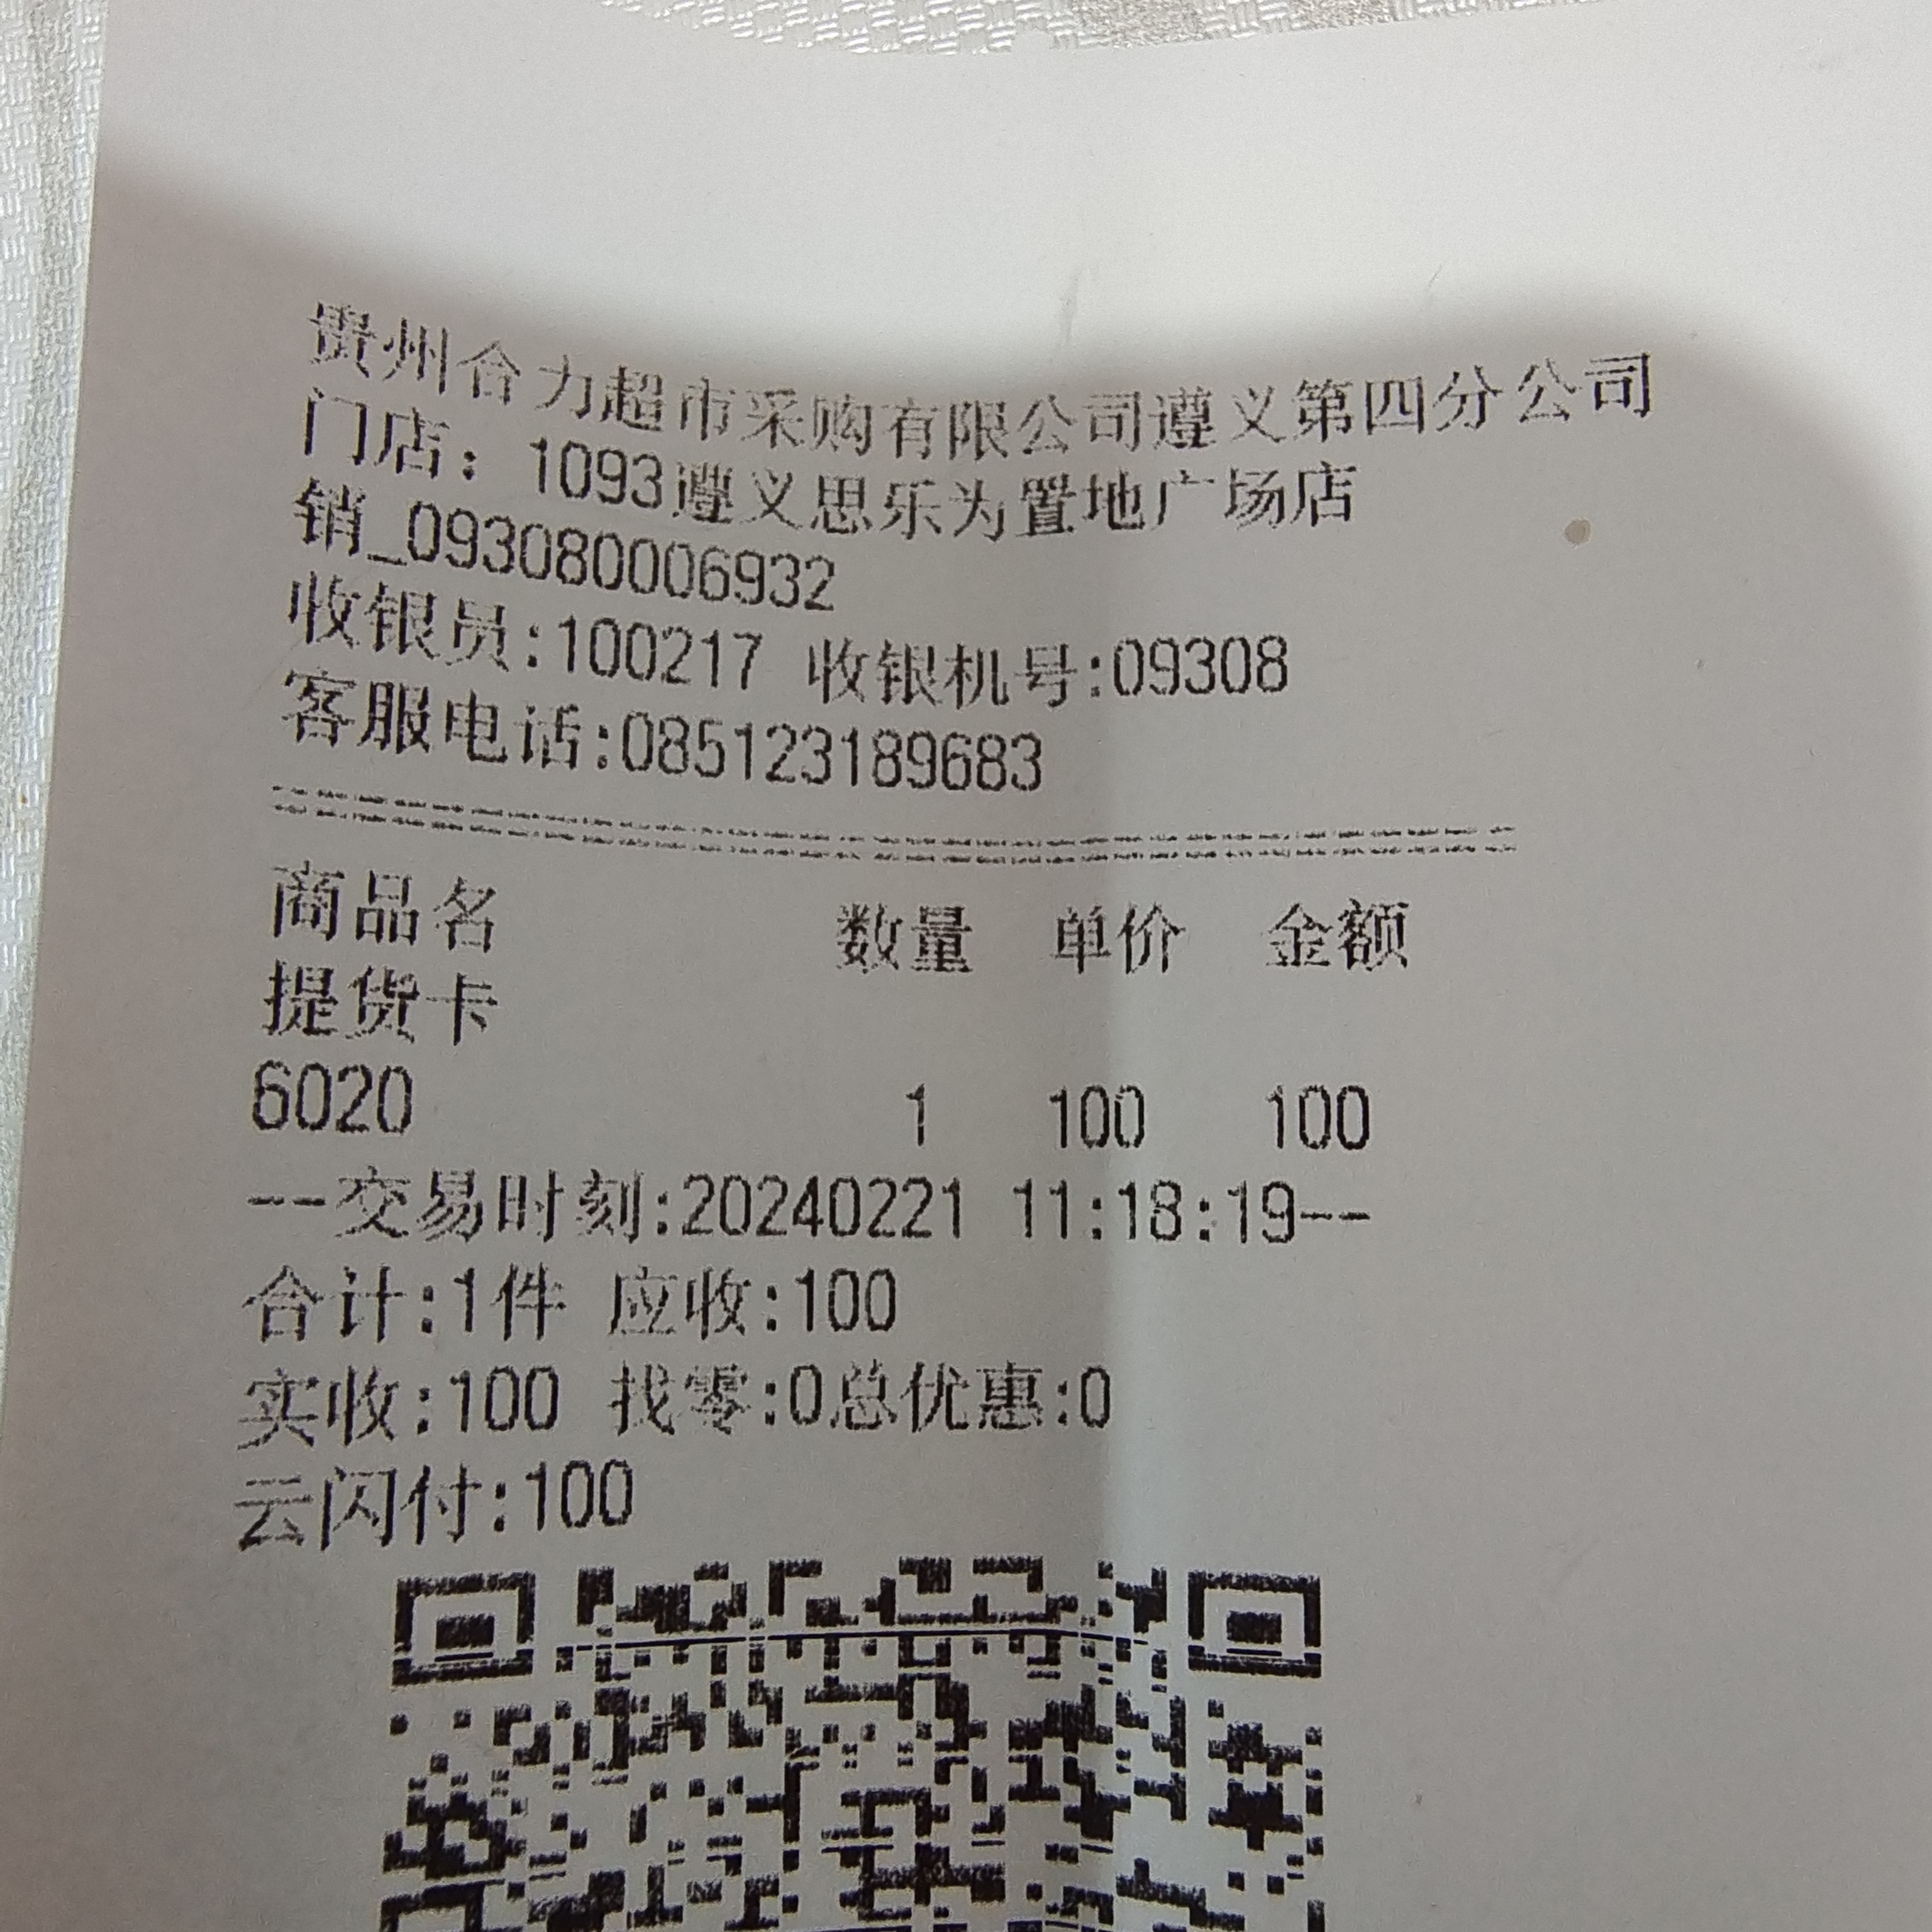 贵州合力超市采购有限公司遵义第四分公司
门店：1093遵义思乐为置地广场店
销_093080006932
收银员:100217 收银机号:09308
客服电话:085123189683
商品名 数量 单价 金额
提货卡
6020 1 100 100
--交易时刻:20240221 11:18:19--
合计:1件 应收:100
实收:100 找零:0总优惠:0
云闪付:100